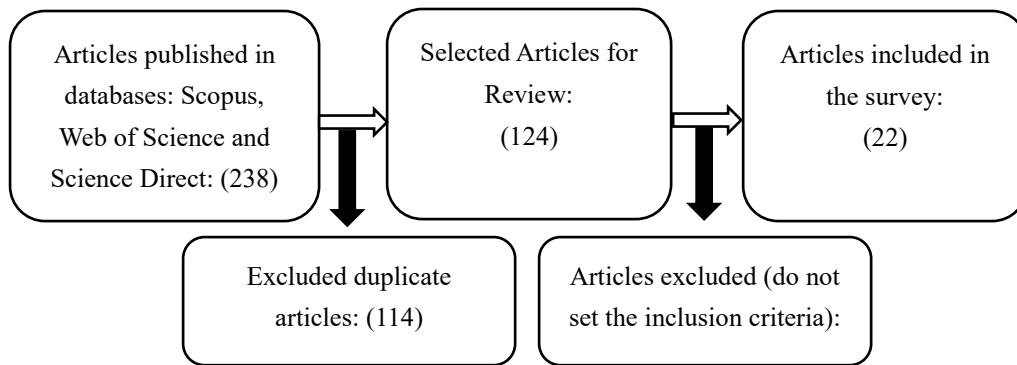 Articles published in
databases: Scopus,
Web of Science and
Science Direct: (238)
Selected Articles for
Review:
(124)
Articles included in
the survey:
(22)
Excluded duplicate
articles: (114)
Articles excluded (do not
set the inclusion criteria):